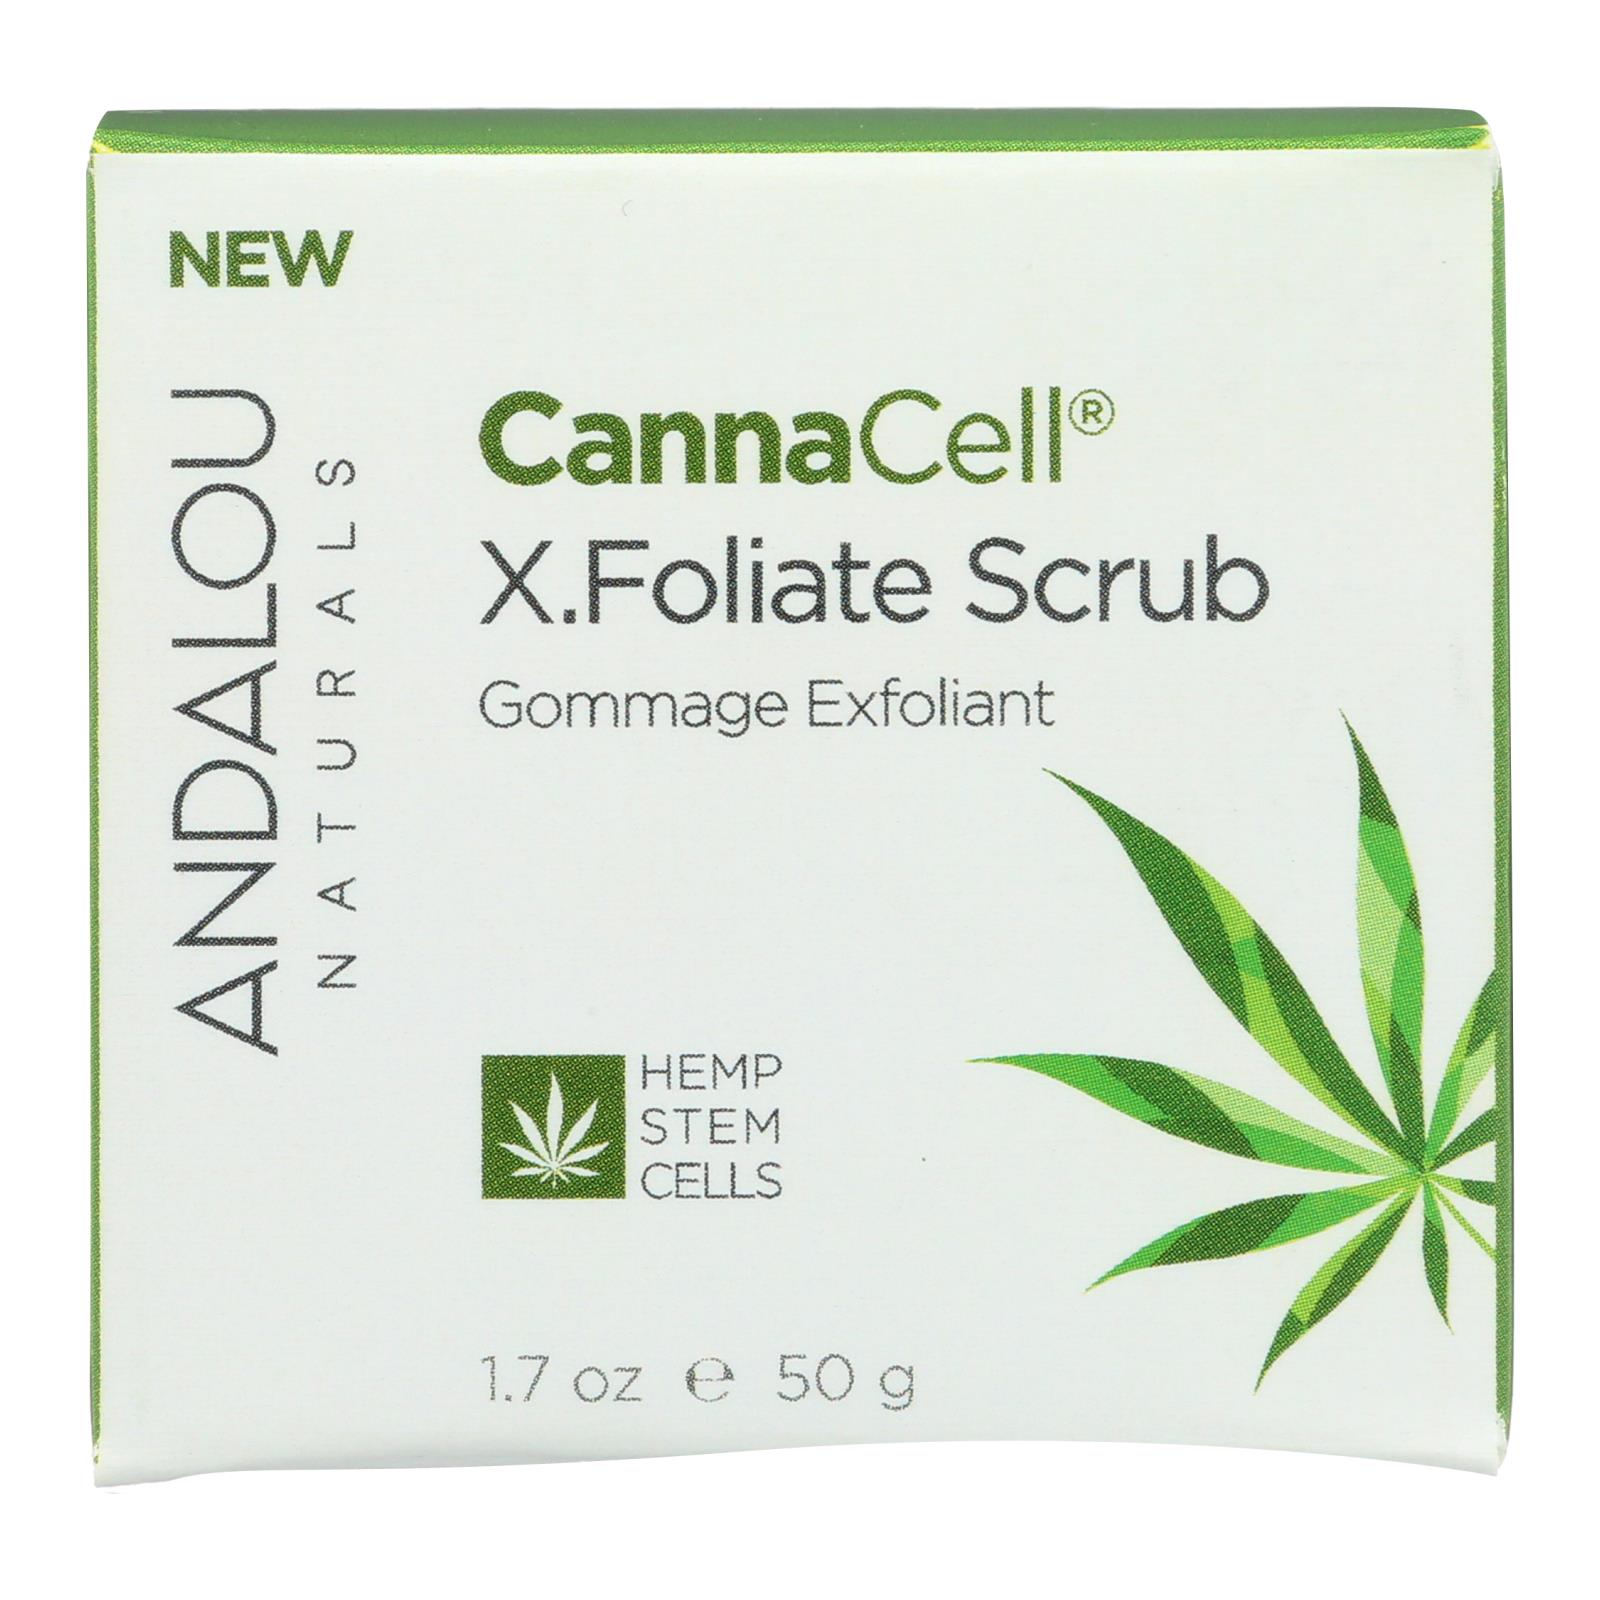 NEW
ANDALOU
NATURALS
CannaCell®
X.Foliate Scrub
Gommage Exfoliant
HEMP
STEM
CELLS
1.7 oz ℮ 50 g